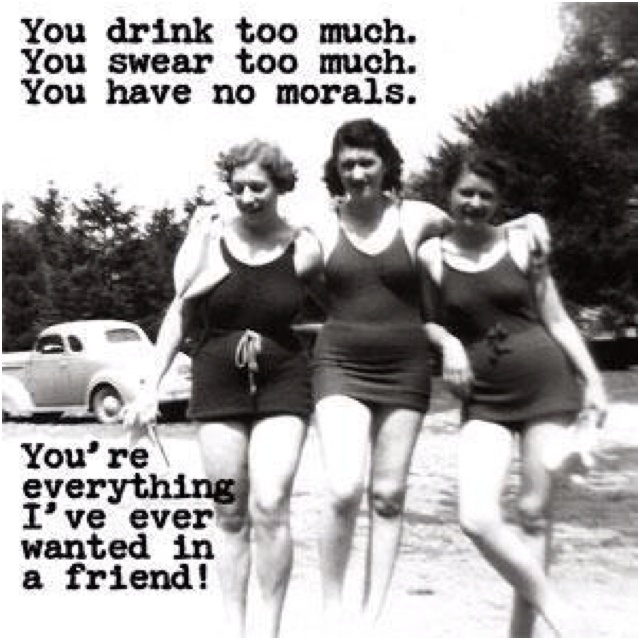 You drink too much.
You swear too much.
You have no morals.
You're
everything
I've ever
wanted in
a friend!